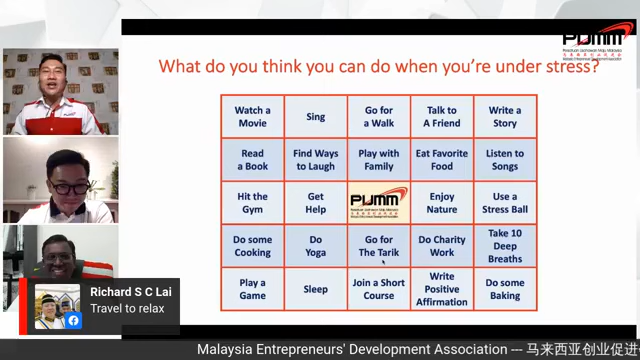 PUMM
What do you think you can do when you're under stress?
Watch a Movie
Sing
Go for a Walk
Talk to A Friend
Write a Story
Read a Book
Find Ways to Laugh
Play with Family
Eat Favorite Food
Listen to Songs
Hit the Gym
Get Help
PUMM
Enjoy Nature
Use a Stress Ball
Do some Cooking
Do Yoga
Go for The Tarik
Do Charity Work
Take 10 Deep Breaths
Play a Game
Sleep
Join a Short Course
Write Positive Affirmation
Do some Baking
Richard S C Lai
Travel to relax
Malaysia Entrepreneurs' Development Association --- 马来西亚创业促进